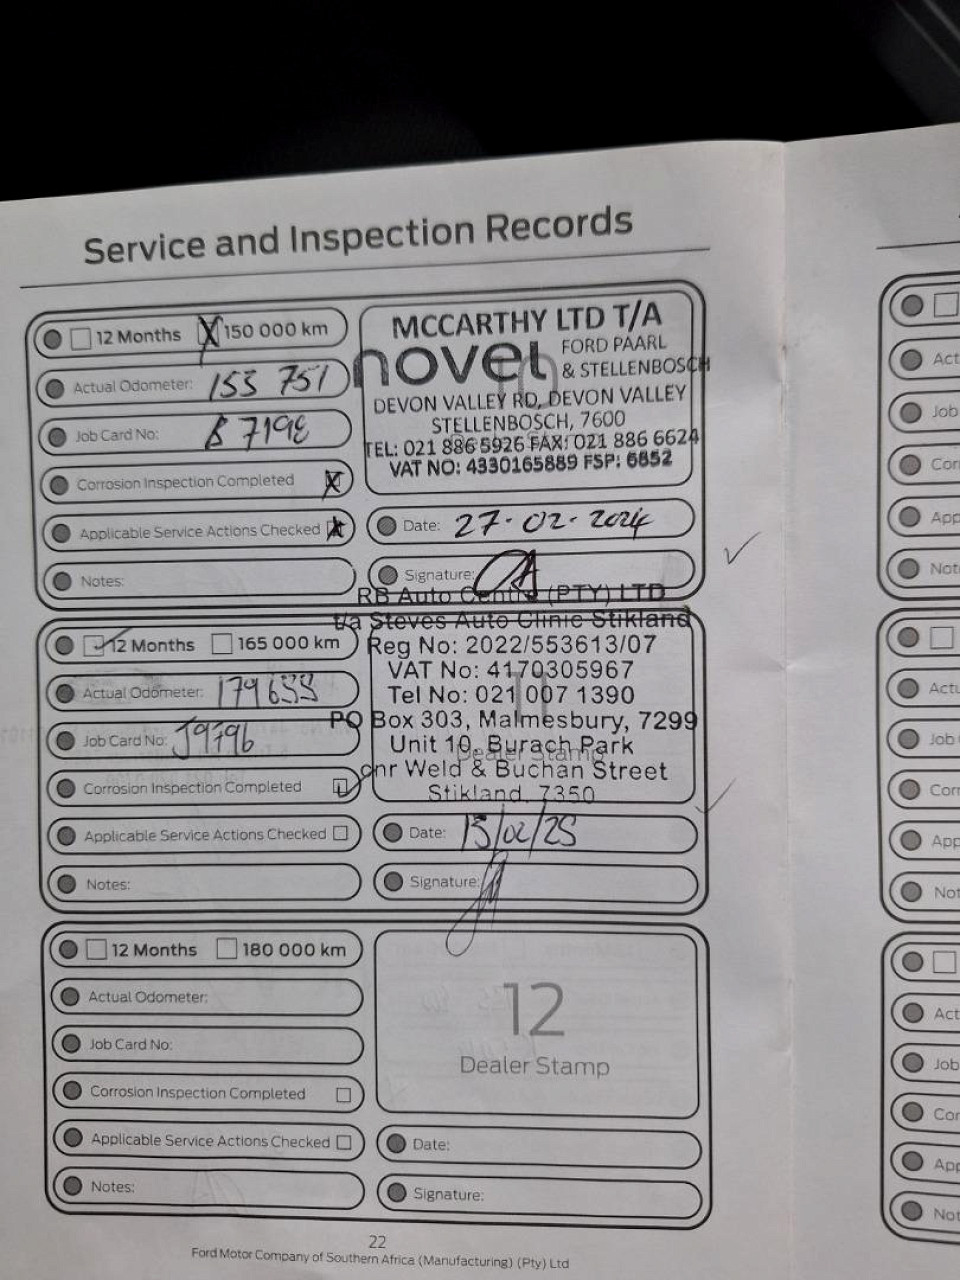 Service and Inspection Records
12 Months 150 000 km
Actual Odometer: 153 751
Job Card No:
Corrosion Inspection Completed
Applicable Service Actions Checked
Notes:
MCCARTHY LTD T/A
novel FORD PAARL
& STELLENBOSCH
DEVON VALLEY RD, DEVON VALLEY
STELLENBOSCH, 7600
TEL: 021 886 5926 FAX: 021 886 6624
VAT NO: 4330165889 FSP: 6852
Date: 27-02-2024
Signature:
12 Months 165 000 km
Actual Odometer:
Job Card No:
Corrosion Inspection Completed
Applicable Service Actions Checked
Notes:
RB Auto Centre (PTY) LTD
t/a Steves Auto Clinic Stikland
Reg No: 2022/553613/07
VAT No: 4170305967
Tel No: 021 007 1390
PO Box 303, Malmesbury, 7299
Unit 10, Burach Park
cnr Weld & Buchan Street
Stikland, 7350
Dealer Stamp
Date:
Signature:
12 Months 180 000 km
Actual Odometer:
Job Card No:
Corrosion Inspection Completed
Applicable Service Actions Checked
Notes:
12
Dealer Stamp
Date:
Signature:
22
Ford Motor Company of Southern Africa (Manufacturing) (Pty) Ltd
Job
Job
Job